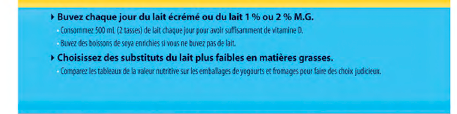 Buvez chaque jour du lait écrémé ou du lait 1 % ou 2 % M.G.
· Consommez 500 mL (2 tasses) de lait chaque jour pour avoir suffisamment de vitamine D.
· Buvez des boissons de soya enrichies si vous ne buvez pas de lait.
Choisissez des substituts du lait plus faibles en matières grasses.
· Comparez les tableaux de la valeur nutritive sur les emballages de yogourts et fromages pour faire des choix judicieux.